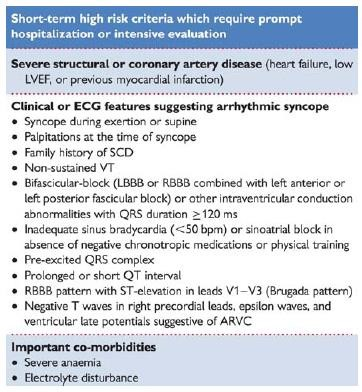 Short-term high risk criteria which require prompt
hospitalization or intensive evaluation
Severe structural or coronary artery disease (heart failure, low
LVEF, or previous myocardial infarction)
Clinical or ECG features suggesting arrhythmic syncope
• Syncope during exertion or supine
• Palpitations at the time of syncope
• Family history of SCD
• Non-sustained VT
• Bifascicular-block (LBBB or RBBB combined with left anterior or
left posterior fascicular block) or other intraventricular conduction
abnormalities with QRS duration ≥120 ms
• Inadequate sinus bradycardia (<50 bpm) or sinoatrial block in
absence of negative chronotropic medications or physical training
• Pre-excited QRS complex
• Prolonged or short QT interval
• RBBB pattern with ST-elevation in leads V1–V3 (Brugada pattern)
• Negative T waves in right precordial leads, epsilon waves, and
ventricular late potentials suggestive of ARVC
Important co-morbidities
• Severe anaemia
• Electrolyte disturbance